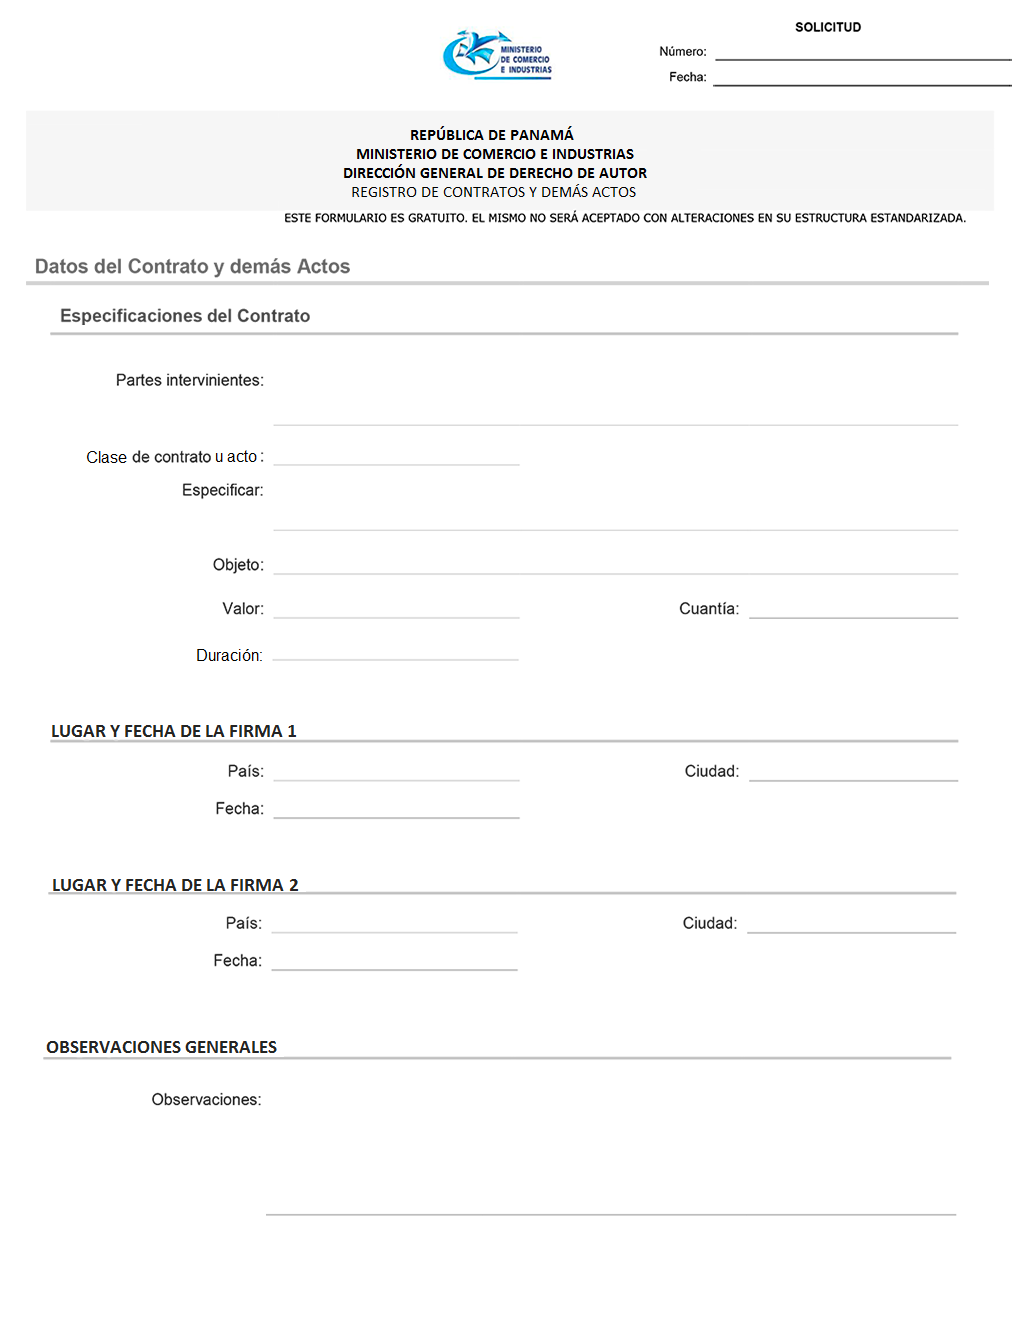 SOLICITUD
MINISTERIO
DE COMERCIO
E INDUSTRIAS
Número:
Fecha:
REPÚBLICA DE PANAMÁ
MINISTERIO DE COMERCIO E INDUSTRIAS
DIRECCIÓN GENERAL DE DERECHO DE AUTOR
REGISTRO DE CONTRATOS Y DEMÁS ACTOS
ESTE FORMULARIO ES GRATUITO. EL MISMO NO SERÁ ACEPTADO CON ALTERACIONES EN SU ESTRUCTURA ESTANDARIZADA.
Datos del Contrato y demás Actos
Especificaciones del Contrato
Partes intervinientes:
Clase de contrato u acto :
Especificar:
Objeto:
Valor: Cuantía:
Duración:
LUGAR Y FECHA DE LA FIRMA 1
País: Ciudad:
Fecha:
LUGAR Y FECHA DE LA FIRMA 2
País: Ciudad:
Fecha:
OBSERVACIONES GENERALES
Observaciones: